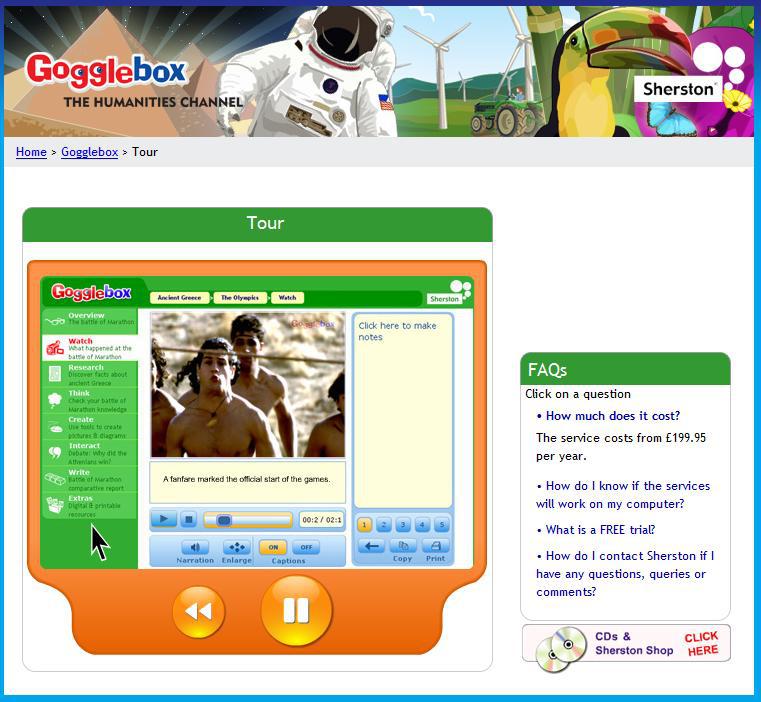 Gogglebox
THE HUMANITIES CHANNEL
Sherston
Home > Gogglebox > Tour
Tour
Gogglebox
Ancient Greece
The Olympics
Watch
Sherston
Overview
The battle of Marathon
Watch
What happened at the
battle of Marathon
Research
Discover facts about
ancient Greece
Think
Check your battle of
Marathon knowledge
Create
Use tools to create
pictures & diagrams
Interact
Debate: Why did the
Athenians win?
Write
Battle of Marathon
comparative report
Extras
Digital & printable
resources
Gogglebox
A fanfare marked the official start of the games.
00:2 / 02:1
Narration
Enlarge
ON
OFF
Captions
Click here to make
notes
1 2 3 4 5
Copy
Print
FAQs
Click on a question
• How much does it cost?
The service costs from £199.95
per year.
• How do I know if the services
will work on my computer?
• What is a FREE trial?
• How do I contact Sherston if I
have any questions, queries or
comments?
CDs &
Sherston Shop
CLICK
HERE